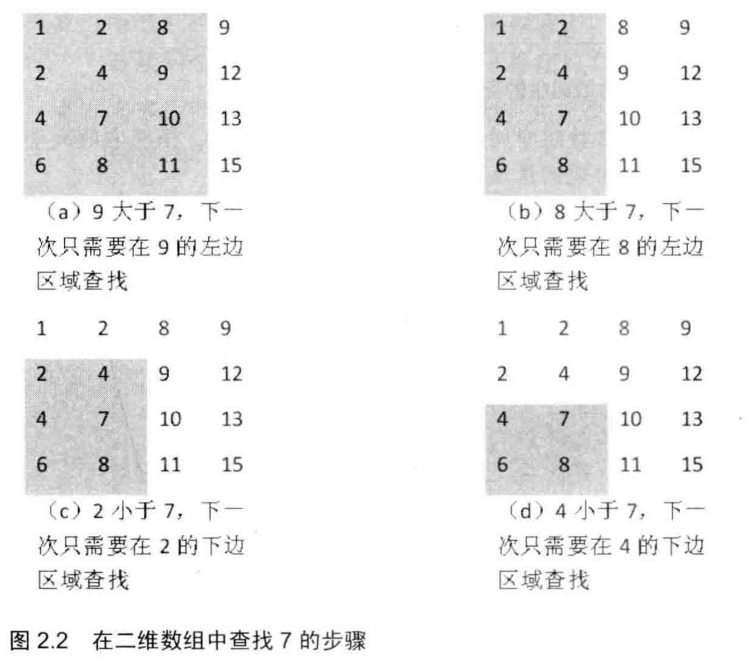 1 2 8 9
2 4 9 12
4 7 10 13
6 8 11 15
（a）9 大于 7，下一
次只需要在 9 的左边
区域查找
1 2 8 9
2 4 9 12
4 7 10 13
6 8 11 15
（b）8 大于 7，下一
次只需要在 8 的左边
区域查找
1 2 8 9
2 4 9 12
4 7 10 13
6 8 11 15
（c）2 小于 7，下一
次只需要在 2 的下边
区域查找
1 2 8 9
2 4 9 12
4 7 10 13
6 8 11 15
（d）4 小于 7，下一
次只需要在 4 的下边
区域查找
图 2.2 在二维数组中查找 7 的步骤